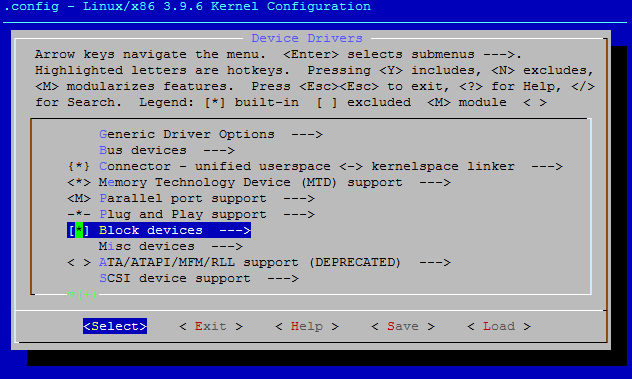 .config - Linux/x86 3.9.6 Kernel Configuration
Device Drivers
Arrow keys navigate the menu.  <Enter> selects submenus --->.
Highlighted letters are hotkeys.  Pressing <Y> includes, <N> excludes,
<M> modularizes features.  Press <Esc><Esc> to exit, <?> for Help, </>
for Search.  Legend: [*] built-in  [ ] excluded  <M> module  < >
Generic Driver Options  --->
Bus devices  --->
{*} Connector - unified userspace <-> kernelspace linker  --->
<*> Memory Technology Device (MTD) support  --->
<M> Parallel port support  --->
-*- Plug and Play support  --->
[*] Block devices  --->
Misc devices  --->
< > ATA/ATAPI/MFM/RLL support (DEPRECATED)  --->
SCSI device support  --->
(+)
<Select>    < Exit >    < Help >    < Save >    < Load >